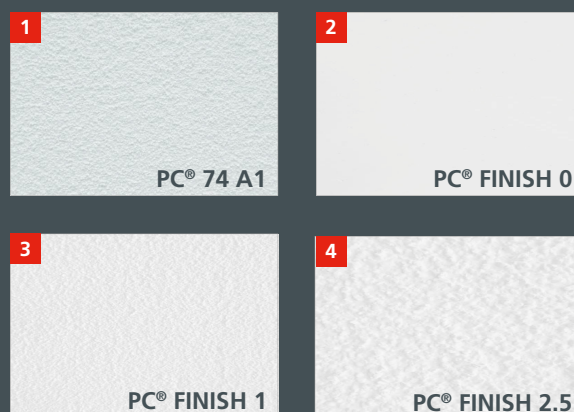 1
PC® 74 A1
2
PC® FINISH 0
3
PC® FINISH 1
4
PC® FINISH 2.5